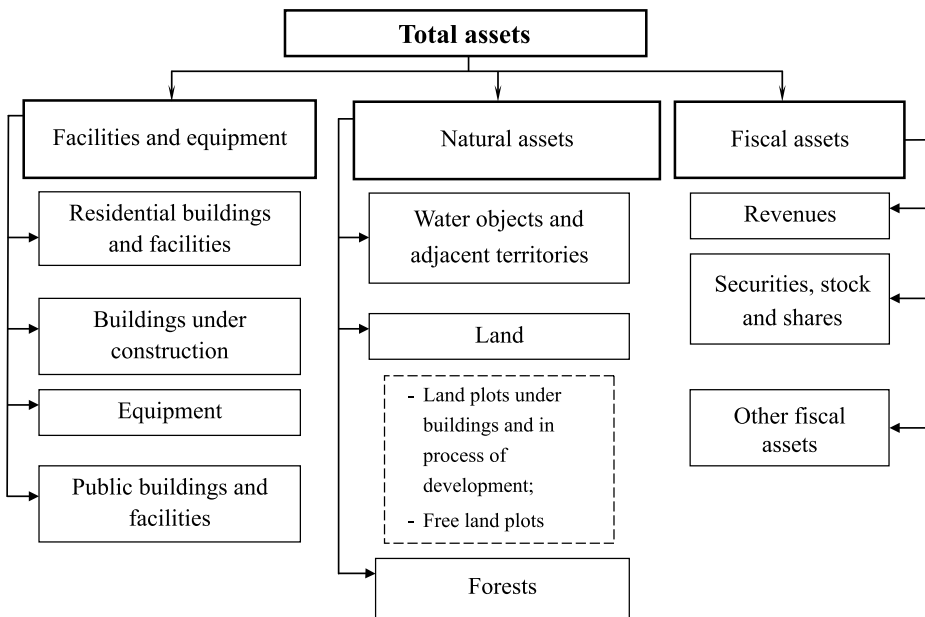 Total assets
Facilities and equipment
Natural assets
Fiscal assets
Residential buildings
and facilities
Buildings under
construction
Equipment
Public buildings and
facilities
Water objects and
adjacent territories
Land
- Land plots under
buildings and in
process of
development;
- Free land plots
Forests
Revenues
Securities, stock
and shares
Other fiscal
assets